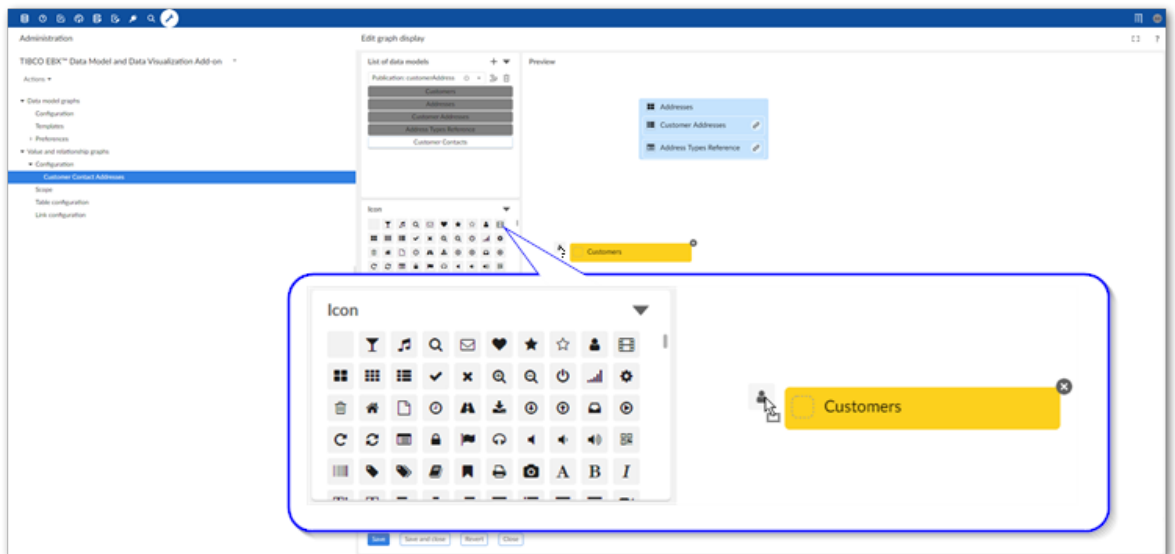 Administration
Edit graph display
?
TIBCO EBX™ Data Model and Data Visualization Add-on
Actions
Data model graphs
Configuration
Templates
Preferences
Value and relationship graphs
Configuration
Customer Contact Addresses
Scope
Table configuration
Link configuration
List of data models
Publication: customerAddress
Customers
Addresses
Customer Addresses
Address Types Reference
Customer Contacts
Preview
Addresses
Customer Addresses
Address Types Reference
Icon
Customers
Icon
A B I
Customers
Save
Save and close
Revert
Close